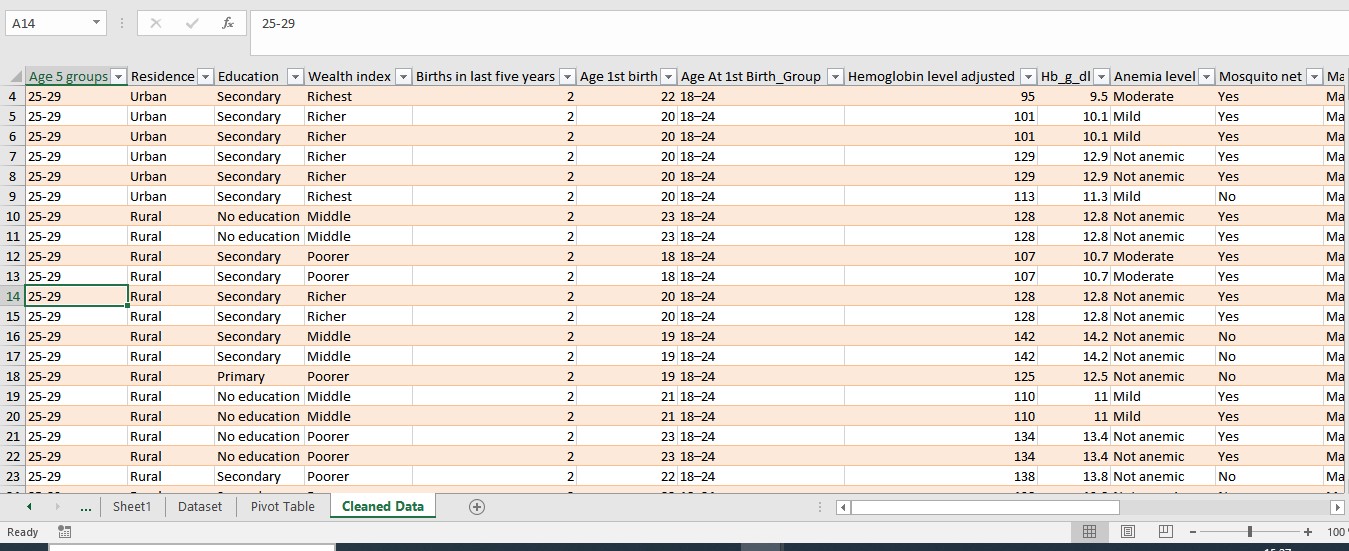 A14 fx 25-29
Age 5 groups Residence Education Wealth index Births in last five years Age 1st birth Age At 1st Birth_Group Hemoglobin level adjusted Hb_g_dl Anemia level Mosquito net Ma
4 25-29 Urban Secondary Richest 2 22 18–24 95 9.5 Moderate Yes Ma
5 25-29 Urban Secondary Richer 2 20 18–24 101 10.1 Mild Yes Ma
6 25-29 Urban Secondary Richer 2 20 18–24 101 10.1 Mild Yes Ma
7 25-29 Urban Secondary Richer 2 20 18–24 129 12.9 Not anemic Yes Ma
8 25-29 Urban Secondary Richer 2 20 18–24 129 12.9 Not anemic Yes Ma
9 25-29 Urban Secondary Richest 2 20 18–24 113 11.3 Mild No Ma
10 25-29 Rural No education Middle 2 23 18–24 128 12.8 Not anemic Yes Ma
11 25-29 Rural No education Middle 2 23 18–24 128 12.8 Not anemic Yes Ma
12 25-29 Rural Secondary Poorer 2 18 18–24 107 10.7 Moderate Yes Ma
13 25-29 Rural Secondary Poorer 2 18 18–24 107 10.7 Moderate Yes Ma
14 25-29 Rural Secondary Richer 2 20 18–24 128 12.8 Not anemic Yes Ma
15 25-29 Rural Secondary Richer 2 20 18–24 128 12.8 Not anemic Yes Ma
16 25-29 Rural Secondary Middle 2 19 18–24 142 14.2 Not anemic No Ma
17 25-29 Rural Secondary Middle 2 19 18–24 142 14.2 Not anemic No Ma
18 25-29 Rural Primary Poorer 2 19 18–24 125 12.5 Not anemic No Ma
19 25-29 Rural No education Middle 2 21 18–24 110 11 Mild Yes Ma
20 25-29 Rural No education Middle 2 21 18–24 110 11 Mild Yes Ma
21 25-29 Rural No education Poorer 2 23 18–24 134 13.4 Not anemic Yes Ma
22 25-29 Rural No education Poorer 2 23 18–24 134 13.4 Not anemic Yes Ma
23 25-29 Rural Secondary Poorer 2 22 18–24 138 13.8 Not anemic No Ma
... Sheet1 Dataset Pivot Table Cleaned Data
Ready 100